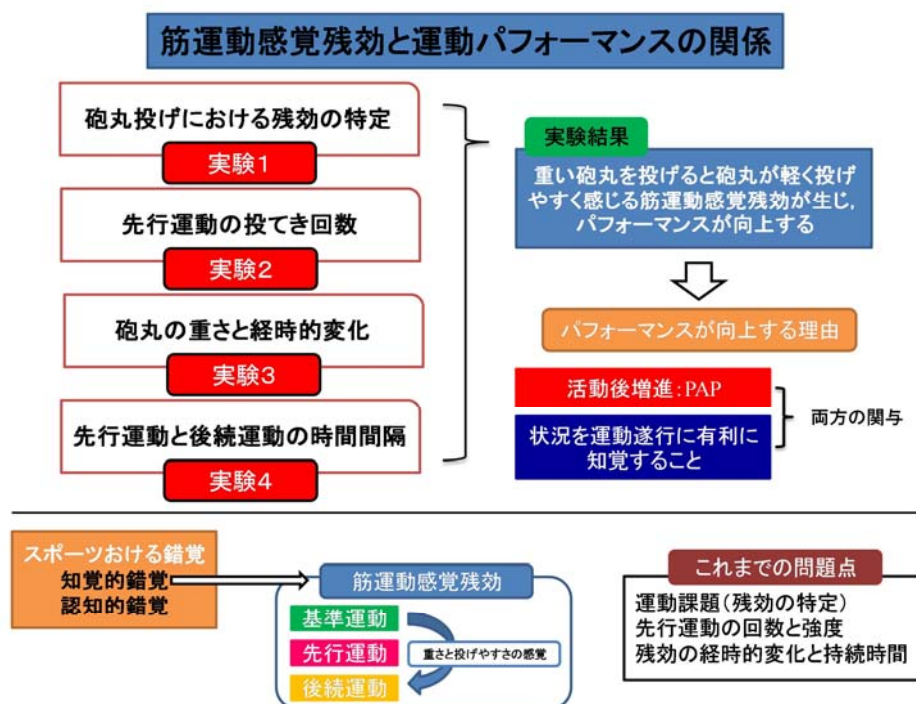 筋運動感覚残効と運動パフォーマンスの関係
砲丸投げにおける残効の特定
実験1
先行運動の投てき回数
実験2
砲丸の重さと経時的変化
実験3
先行運動と後続運動の時間間隔
実験4
実験結果
重い砲丸を投げると砲丸が軽く投げ
やすく感じる筋運動感覚残効が生じ,
パフォーマンスが向上する
パフォーマンスが向上する理由
活動後増進:PAP
状況を運動遂行に有利に
知覚すること
両方の関与
スポーツおける錯覚
知覚的錯覚
認知的錯覚
筋運動感覚残効
基準運動
先行運動
後続運動
重さと投げやすさの感覚
これまでの問題点
運動課題(残効の特定)
先行運動の回数と強度
残効の経時的変化と持続時間